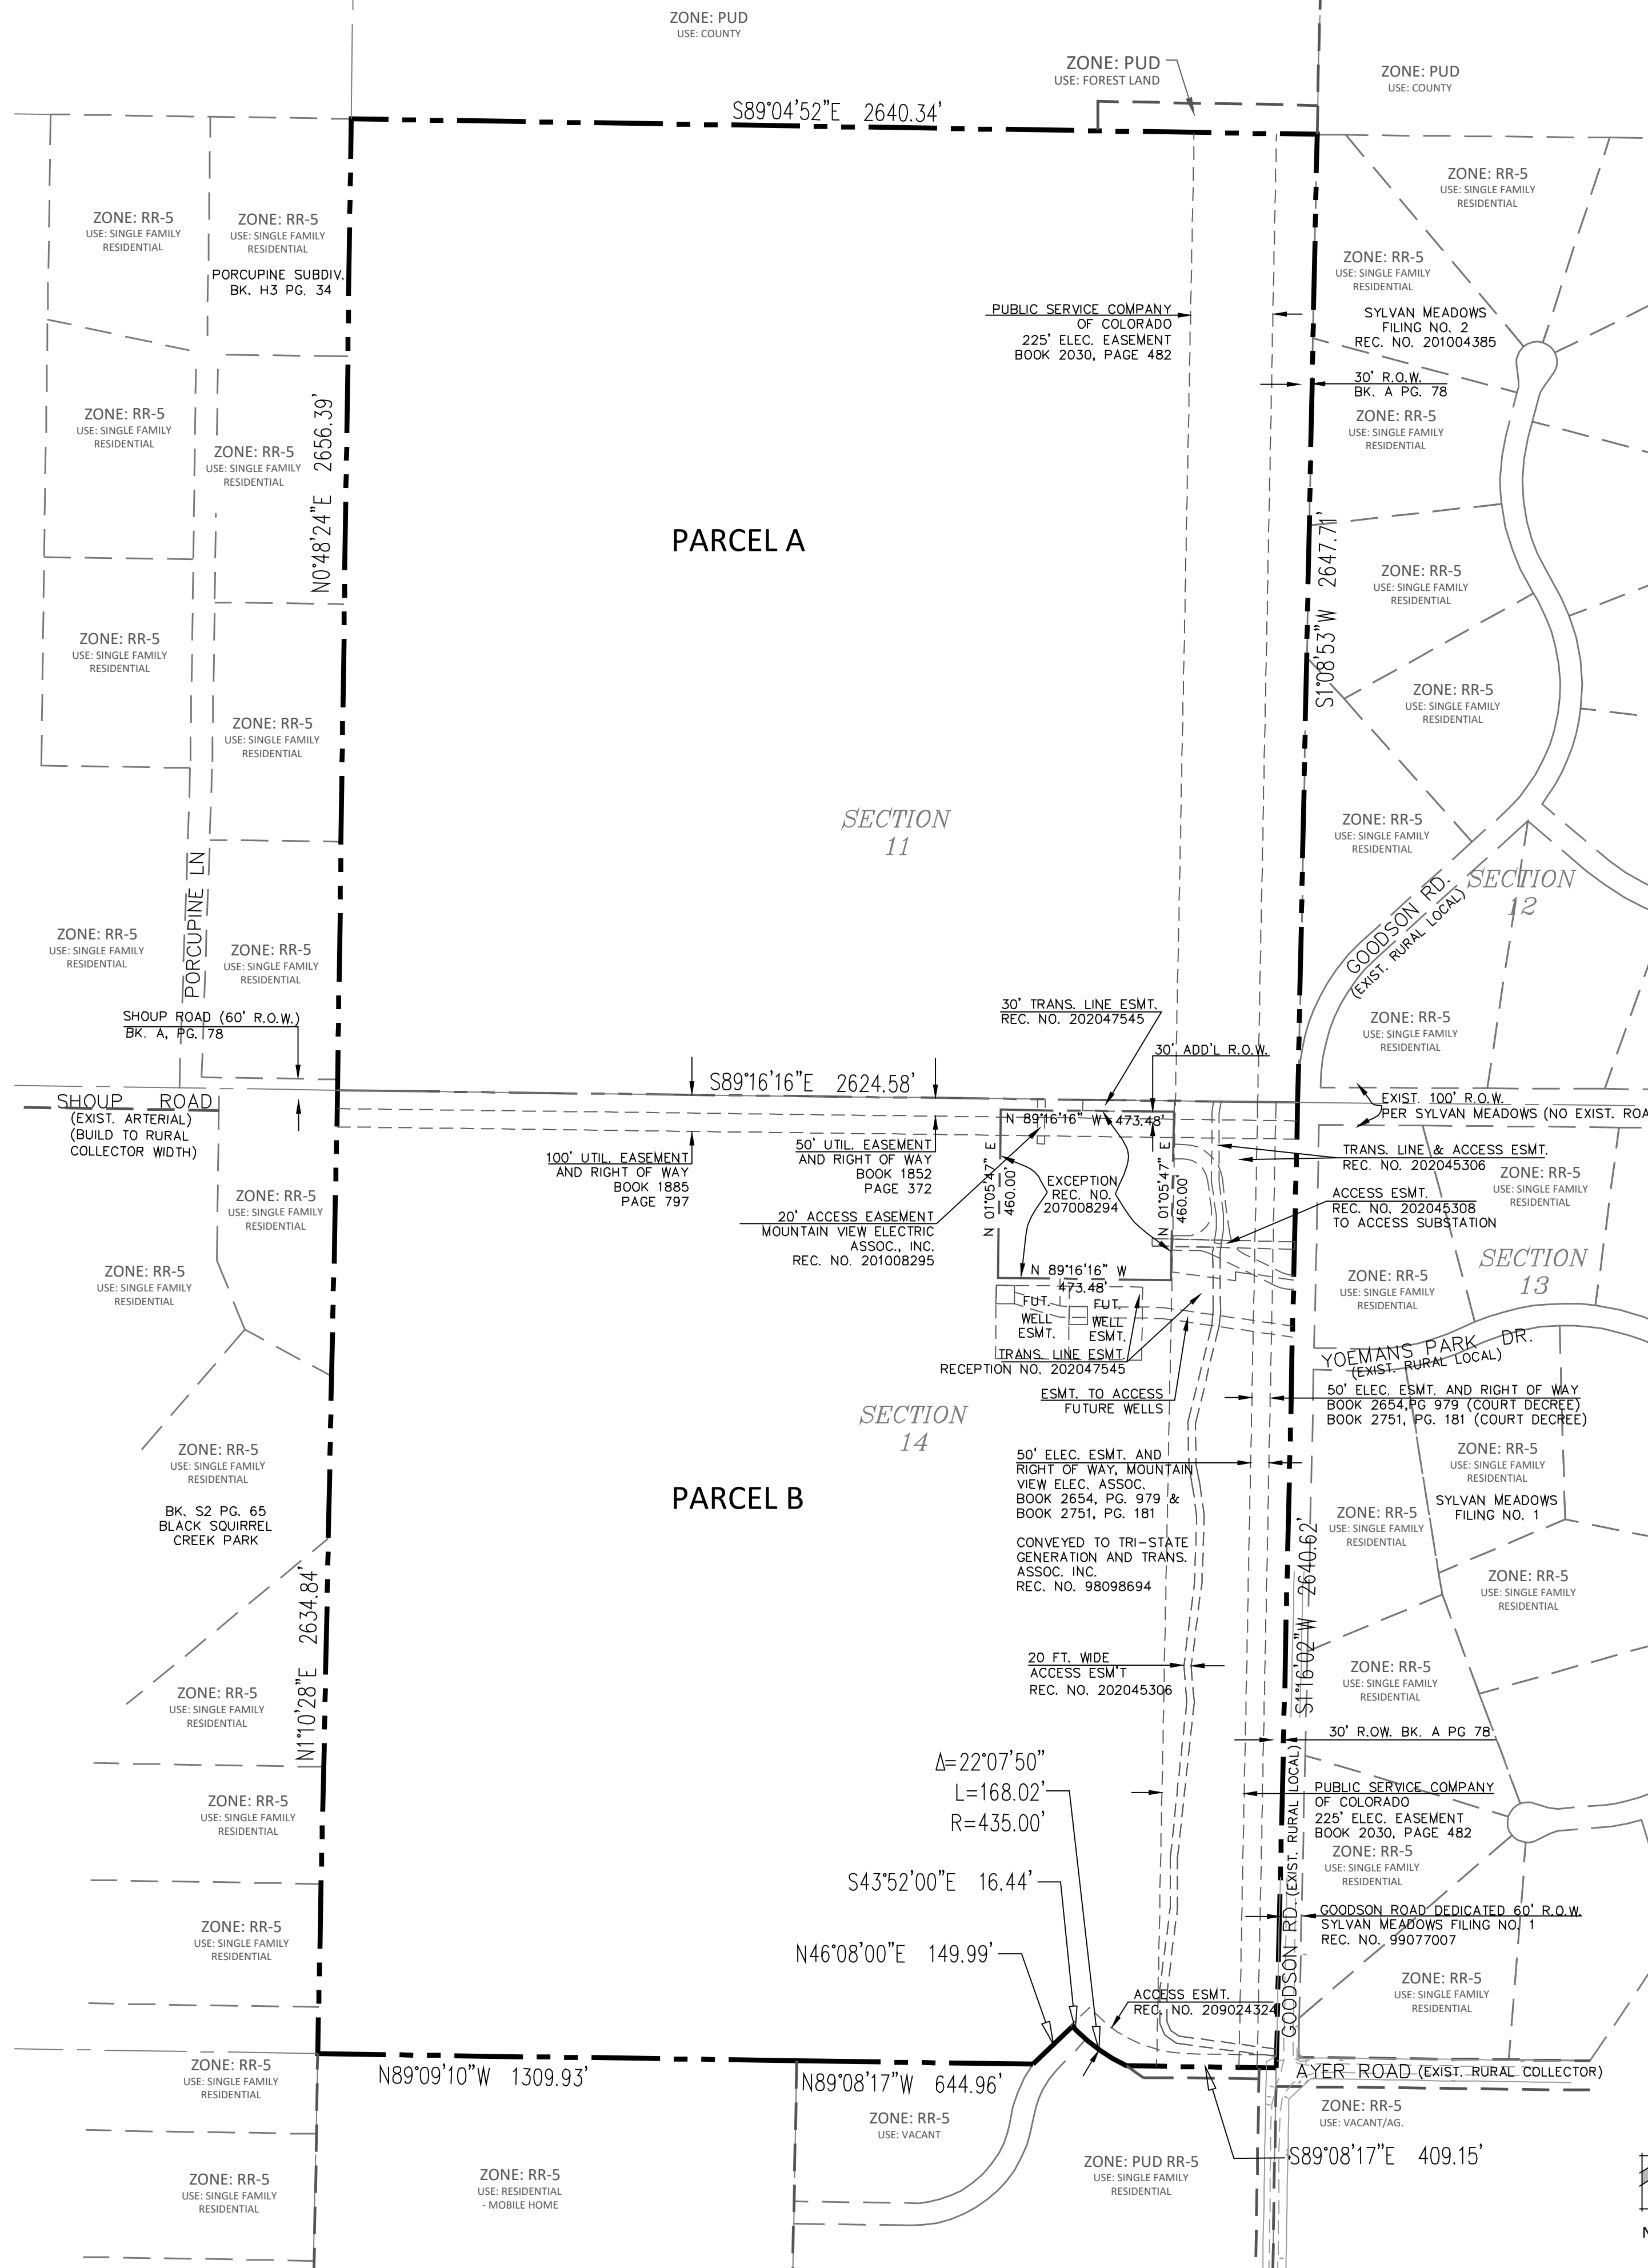 ZONE: PUD
USE: COUNTY
ZONE: PUD
USE: FOREST LAND
ZONE: PUD
USE: COUNTY
S89°04'52"E 2640.34'
ZONE: RR-5
USE: SINGLE FAMILY
RESIDENTIAL
ZONE: RR-5
USE: SINGLE FAMILY
RESIDENTIAL
PORCUPINE SUBDIV.
BK. H3 PG. 34
ZONE: RR-5
USE: SINGLE FAMILY
RESIDENTIAL
ZONE: RR-5
USE: SINGLE FAMILY
RESIDENTIAL
SYLVAN MEADOWS
FILING NO. 2
REC. NO. 201004385
PUBLIC SERVICE COMPANY
OF COLORADO
225' ELEC. EASEMENT
BOOK 2030, PAGE 482
30' R.O.W.
BK. A PG. 78
ZONE: RR-5
USE: SINGLE FAMILY
RESIDENTIAL
ZONE: RR-5
USE: SINGLE FAMILY
RESIDENTIAL
ZONE: RR-5
USE: SINGLE FAMILY
RESIDENTIAL
N0°48'24"E 2656.39'
PARCEL A
S1°08'53"W 2647.71'
ZONE: RR-5
USE: SINGLE FAMILY
RESIDENTIAL
ZONE: RR-5
USE: SINGLE FAMILY
RESIDENTIAL
ZONE: RR-5
USE: SINGLE FAMILY
RESIDENTIAL
ZONE: RR-5
USE: SINGLE FAMILY
RESIDENTIAL
SECTION
11
ZONE: RR-5
USE: SINGLE FAMILY
RESIDENTIAL
SECTION
12
GOODSON RD.
(EXIST. RURAL LOCAL)
PORCUPINE LN
ZONE: RR-5
USE: SINGLE FAMILY
RESIDENTIAL
ZONE: RR-5
USE: SINGLE FAMILY
RESIDENTIAL
SHOUP ROAD (60' R.O.W.)
BK. A, PG. 78
30' TRANS. LINE ESMT.
REC. NO. 202047545
30' ADD'L R.O.W.
ZONE: RR-5
USE: SINGLE FAMILY
RESIDENTIAL
S89°16'16"E 2624.58'
SHOUP ROAD
(EXIST. ARTERIAL)
(BUILD TO RURAL
COLLECTOR WIDTH)
EXIST. 100' R.O.W.
PER SYLVAN MEADOWS (NO EXIST. ROA
N 89°16'16" W 473.48'
100' UTIL. EASEMENT
AND RIGHT OF WAY
BOOK 1885
PAGE 797
50' UTIL. EASEMENT
AND RIGHT OF WAY
BOOK 1852
PAGE 372
N 01°05'47" E
460.00'
EXCEPTION
REC. NO.
207008294
N 01°05'47" E
460.00'
TRANS. LINE & ACCESS ESMT.
REC. NO. 202045306
ZONE: RR-5
USE: SINGLE FAMILY
RESIDENTIAL
ACCESS ESMT.
REC. NO. 202045308
TO ACCESS SUBSTATION
ZONE: RR-5
USE: SINGLE FAMILY
RESIDENTIAL
20' ACCESS EASEMENT
MOUNTAIN VIEW ELECTRIC
ASSOC., INC.
REC. NO. 201008295
SECTION
13
ZONE: RR-5
USE: SINGLE FAMILY
RESIDENTIAL
N 89°16'16" W
473.48'
ZONE: RR-5
USE: SINGLE FAMILY
RESIDENTIAL
FUT.
WELL
ESMT.
FUT.
WELL
ESMT.
TRANS. LINE ESMT.
RECEPTION NO. 202047545
ESMT. TO ACCESS
FUTURE WELLS
YOEMANS PARK DR.
(EXIST. RURAL LOCAL)
50' ELEC. ESMT. AND RIGHT OF WAY
BOOK 2654,PG 979 (COURT DECREE)
BOOK 2751, PG. 181 (COURT DECREE)
SECTION
14
ZONE: RR-5
USE: SINGLE FAMILY
RESIDENTIAL
BK. S2 PG. 65
BLACK SQUIRREL
CREEK PARK
50' ELEC. ESMT. AND
RIGHT OF WAY, MOUNTAIN
VIEW ELEC. ASSOC.
BOOK 2654, PG. 979 &
BOOK 2751, PG. 181
CONVEYED TO TRI-STATE
GENERATION AND TRANS.
ASSOC. INC.
REC. NO. 98098694
PARCEL B
ZONE: RR-5
USE: SINGLE FAMILY
RESIDENTIAL
SYLVAN MEADOWS
FILING NO. 1
ZONE: RR-5
USE: SINGLE FAMILY
RESIDENTIAL
ZONE: RR-5
USE: SINGLE FAMILY
RESIDENTIAL
N1°10'28"E 2634.84'
S1°16'02"W 2640.62'
20 FT. WIDE
ACCESS ESM'T
REC. NO. 202045306
ZONE: RR-5
USE: SINGLE FAMILY
RESIDENTIAL
ZONE: RR-5
USE: SINGLE FAMILY
RESIDENTIAL
30' R.OW. BK. A PG 78
Δ=22°07'50"
L=168.02'
R=435.00'
PUBLIC SERVICE COMPANY
OF COLORADO
225' ELEC. EASEMENT
BOOK 2030, PAGE 482
ZONE: RR-5
USE: SINGLE FAMILY
RESIDENTIAL
ZONE: RR-5
USE: SINGLE FAMILY
RESIDENTIAL
S43°52'00"E 16.44'
GOODSON ROAD DEDICATED 60' R.O.W.
SYLVAN MEADOWS FILING NO. 1
REC. NO. 99077007
GOODSON RD. (EXIST. RURAL LOCAL)
ZONE: RR-5
USE: SINGLE FAMILY
RESIDENTIAL
N46°08'00"E 149.99'
ZONE: RR-5
USE: SINGLE FAMILY
RESIDENTIAL
ACCESS ESMT.
REC. NO. 209024324
ZONE: RR-5
USE: SINGLE FAMILY
RESIDENTIAL
N89°09'10"W 1309.93'
N89°08'17"W 644.96'
AYER ROAD (EXIST. RURAL COLLECTOR)
ZONE: RR-5
USE: VACANT
ZONE: RR-5
USE: VACANT/AG.
S89°08'17"E 409.15'
ZONE: PUD RR-5
USE: SINGLE FAMILY
RESIDENTIAL
ZONE: RR-5
USE: SINGLE FAMILY
RESIDENTIAL
ZONE: RR-5
USE: RESIDENTIAL
- MOBILE HOME